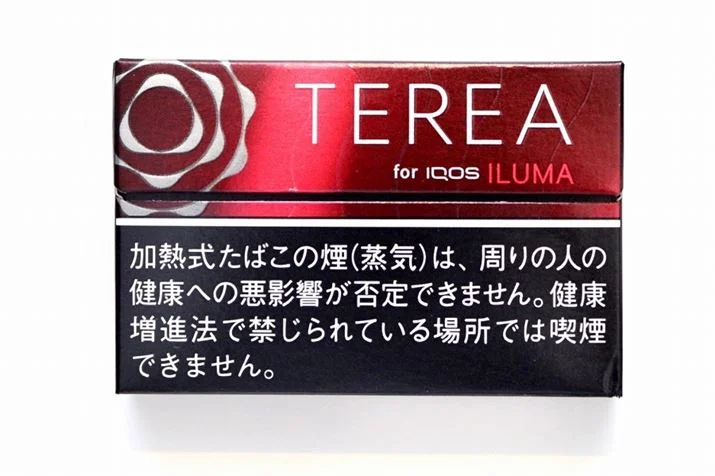 TEREA
for IQOS ILUMA
加熱式たばこの煙(蒸気)は、周りの人の
健康への悪影響が否定できません。健康
増進法で禁じられている場所では喫煙
できません。